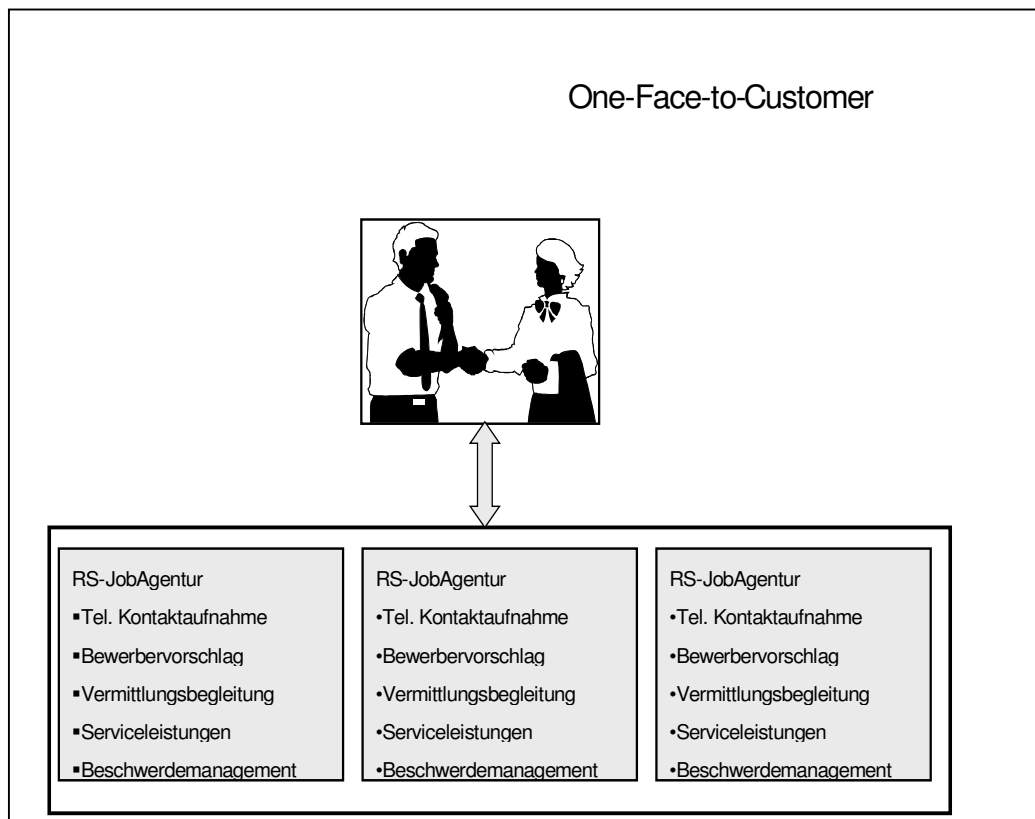 One-Face-to-Customer
RS-JobAgentur
▪Tel. Kontaktaufnahme
▪Bewerbervorschlag
▪Vermittlungsbegleitung
▪Serviceleistungen
▪Beschwerdemanagement
RS-JobAgentur
•Tel. Kontaktaufnahme
•Bewerbervorschlag
•Vermittlungsbegleitung
•Serviceleistungen
•Beschwerdemanagement
RS-JobAgentur
•Tel. Kontaktaufnahme
•Bewerbervorschlag
•Vermittlungsbegleitung
•Serviceleistungen
•Beschwerdemanagement